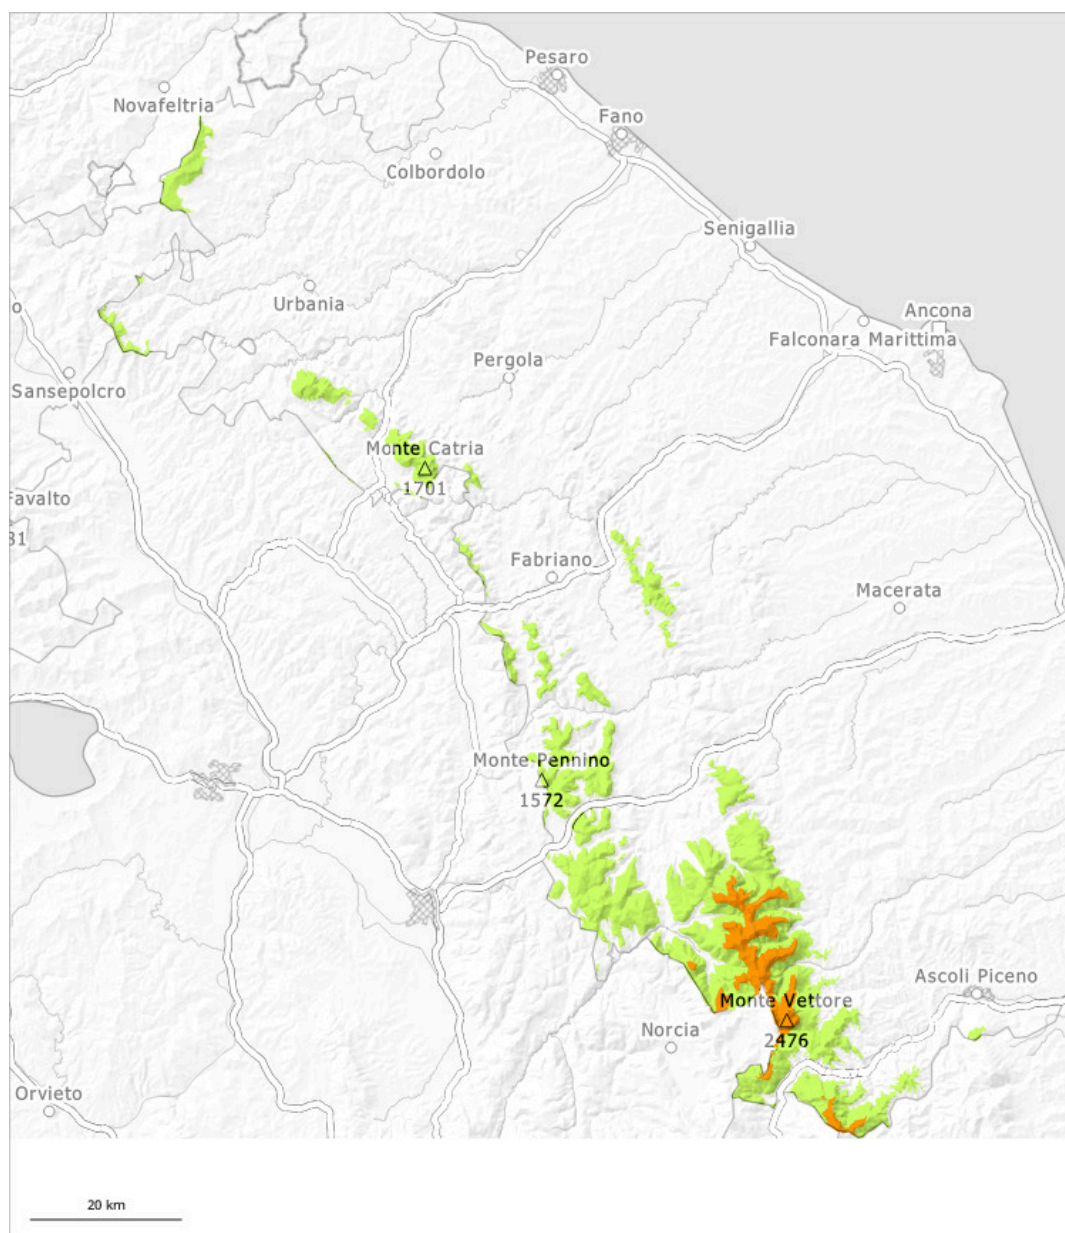 Pesaro
Novafeltria
Fano
Colbordolo
Senigallia
Urbania
o
Ancona
Falconara Marittima
Pergola
Sansepolcro
Monte Catria
1701
Favalto
31
Fabriano
Macerata
Monte Pennino
1572
Ascoli Piceno
Monte Vettore
Norcia
2476
Orvieto
20 km